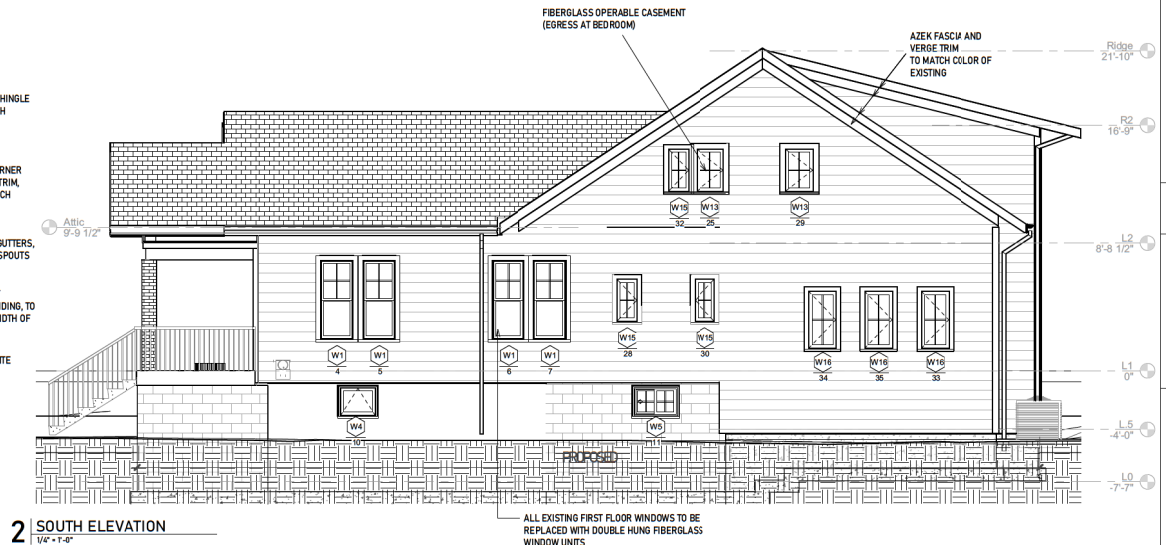 FIBERGLASS OPERABLE CASEMENT
(EGRESS AT BEDROOM)
AZEK FASCIA AND
VERGE TRIM
TO MATCH COLOR OF
EXISTING
Ridge
21'-10"
HINGLE
H
R2
16'-9"
RNER
TRIM,
CH
W15
32
W13
25
W13
29
Attic
9'-9 1/2"
GUTTERS,
SPOUTS
L2
8'-8 1/2"
DING, TO
DTH OF
W1
4
W1
5
W1
6
W1
7
W15
28
W15
30
W16
34
W16
35
W16
33
TE
L1
0"
W4
10
W5
11
L.5
-4'-0"
PROPOSED
L0
-7'-7"
2 SOUTH ELEVATION
1/4" = 1'-0"
ALL EXISTING FIRST FLOOR WINDOWS TO BE
REPLACED WITH DOUBLE HUNG FIBERGLASS
WINDOW UNITS